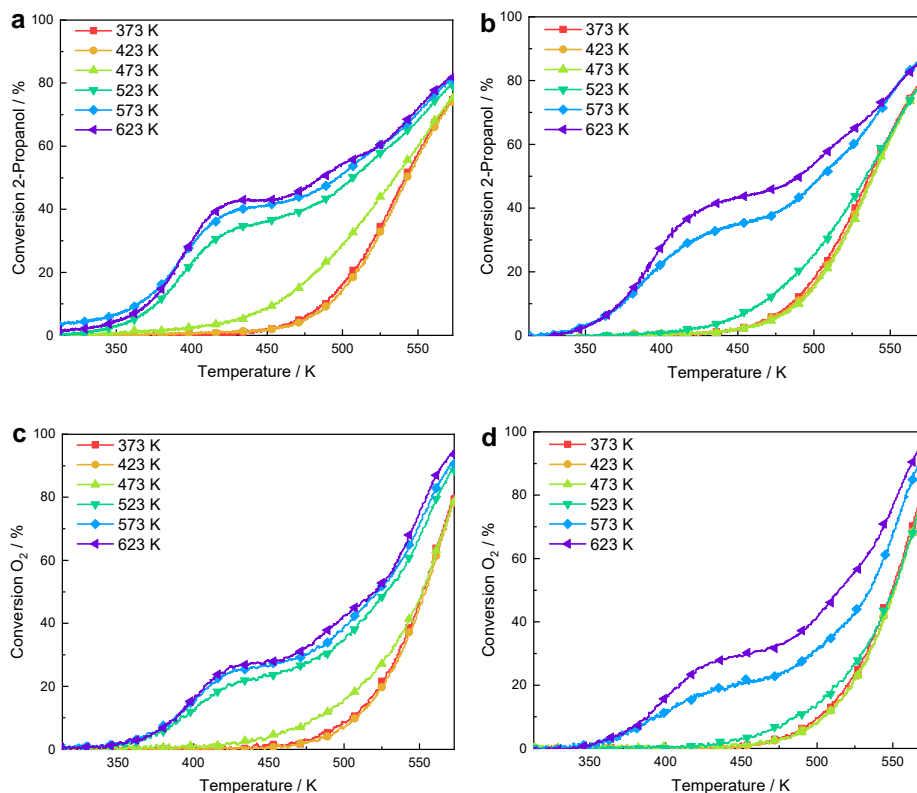 a
100
80
60
40
20
0
Conversion 2-Propanol / %
373 K
423 K
473 K
523 K
573 K
623 K
350 400 450 500 550
Temperature / K
b
100
80
60
40
20
0
Conversion 2-Propanol / %
373 K
423 K
473 K
523 K
573 K
623 K
350 400 450 500 550
Temperature / K
c
100
80
60
40
20
0
Conversion O₂ / %
373 K
423 K
473 K
523 K
573 K
623 K
350 400 450 500 550
Temperature / K
d
100
80
60
40
20
0
Conversion O₂ / %
373 K
423 K
473 K
523 K
573 K
623 K
350 400 450 500 550
Temperature / K